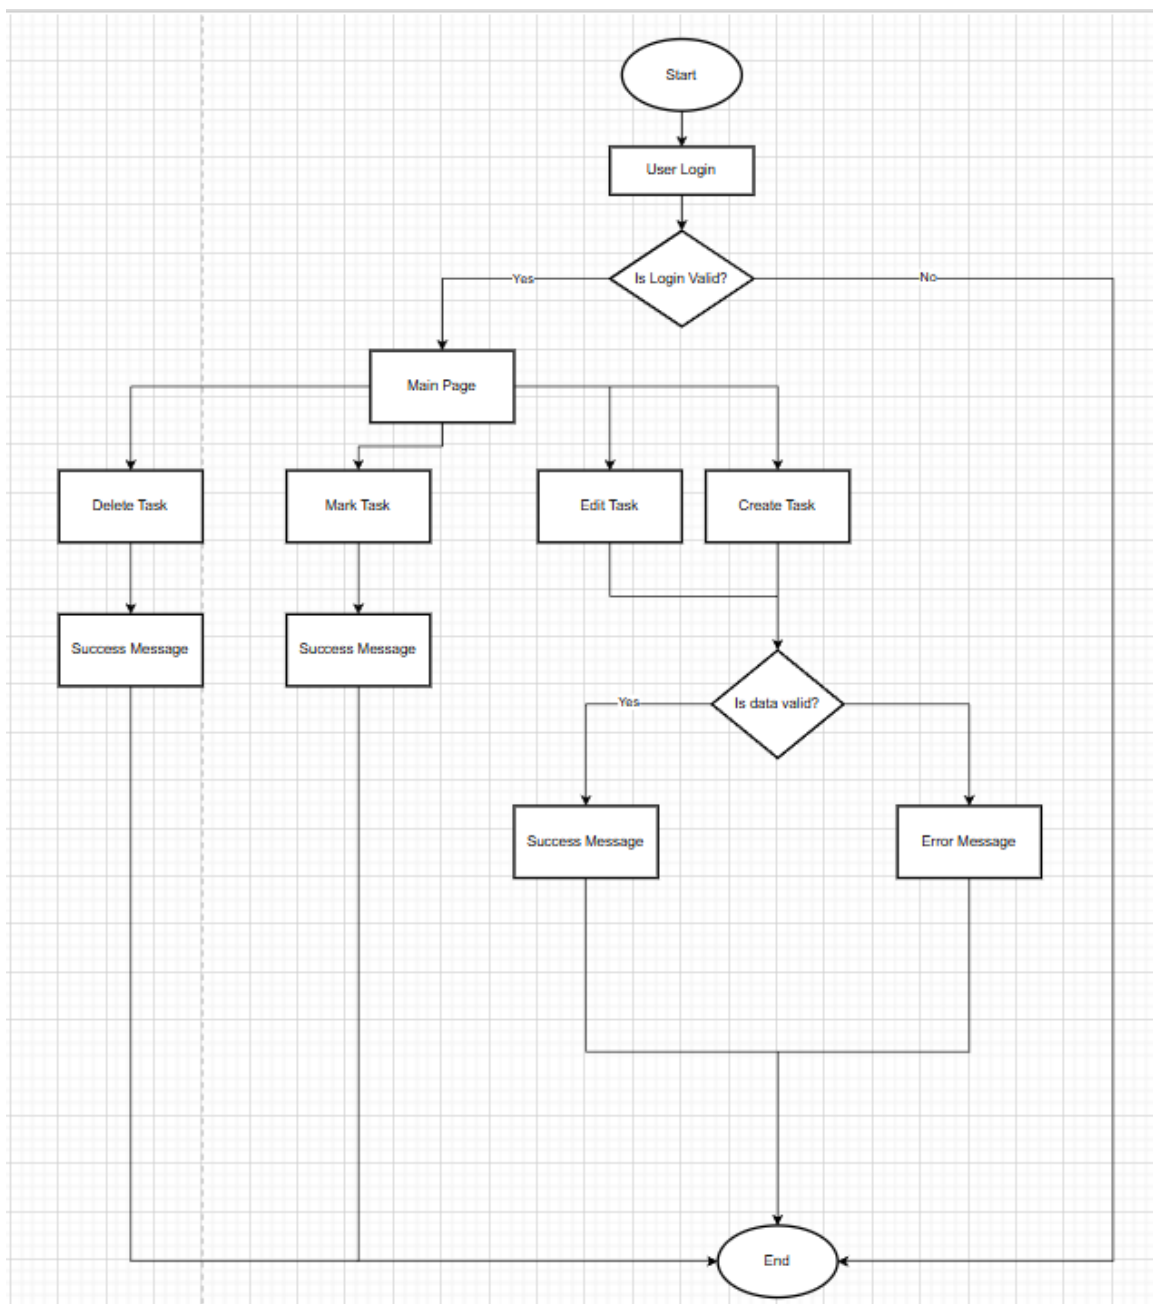 Start
User Login
Is Login Valid?
Yes
No
Main Page
Delete Task
Mark Task
Edit Task
Create Task
Success Message
Success Message
Is data valid?
Yes
Success Message
Error Message
End